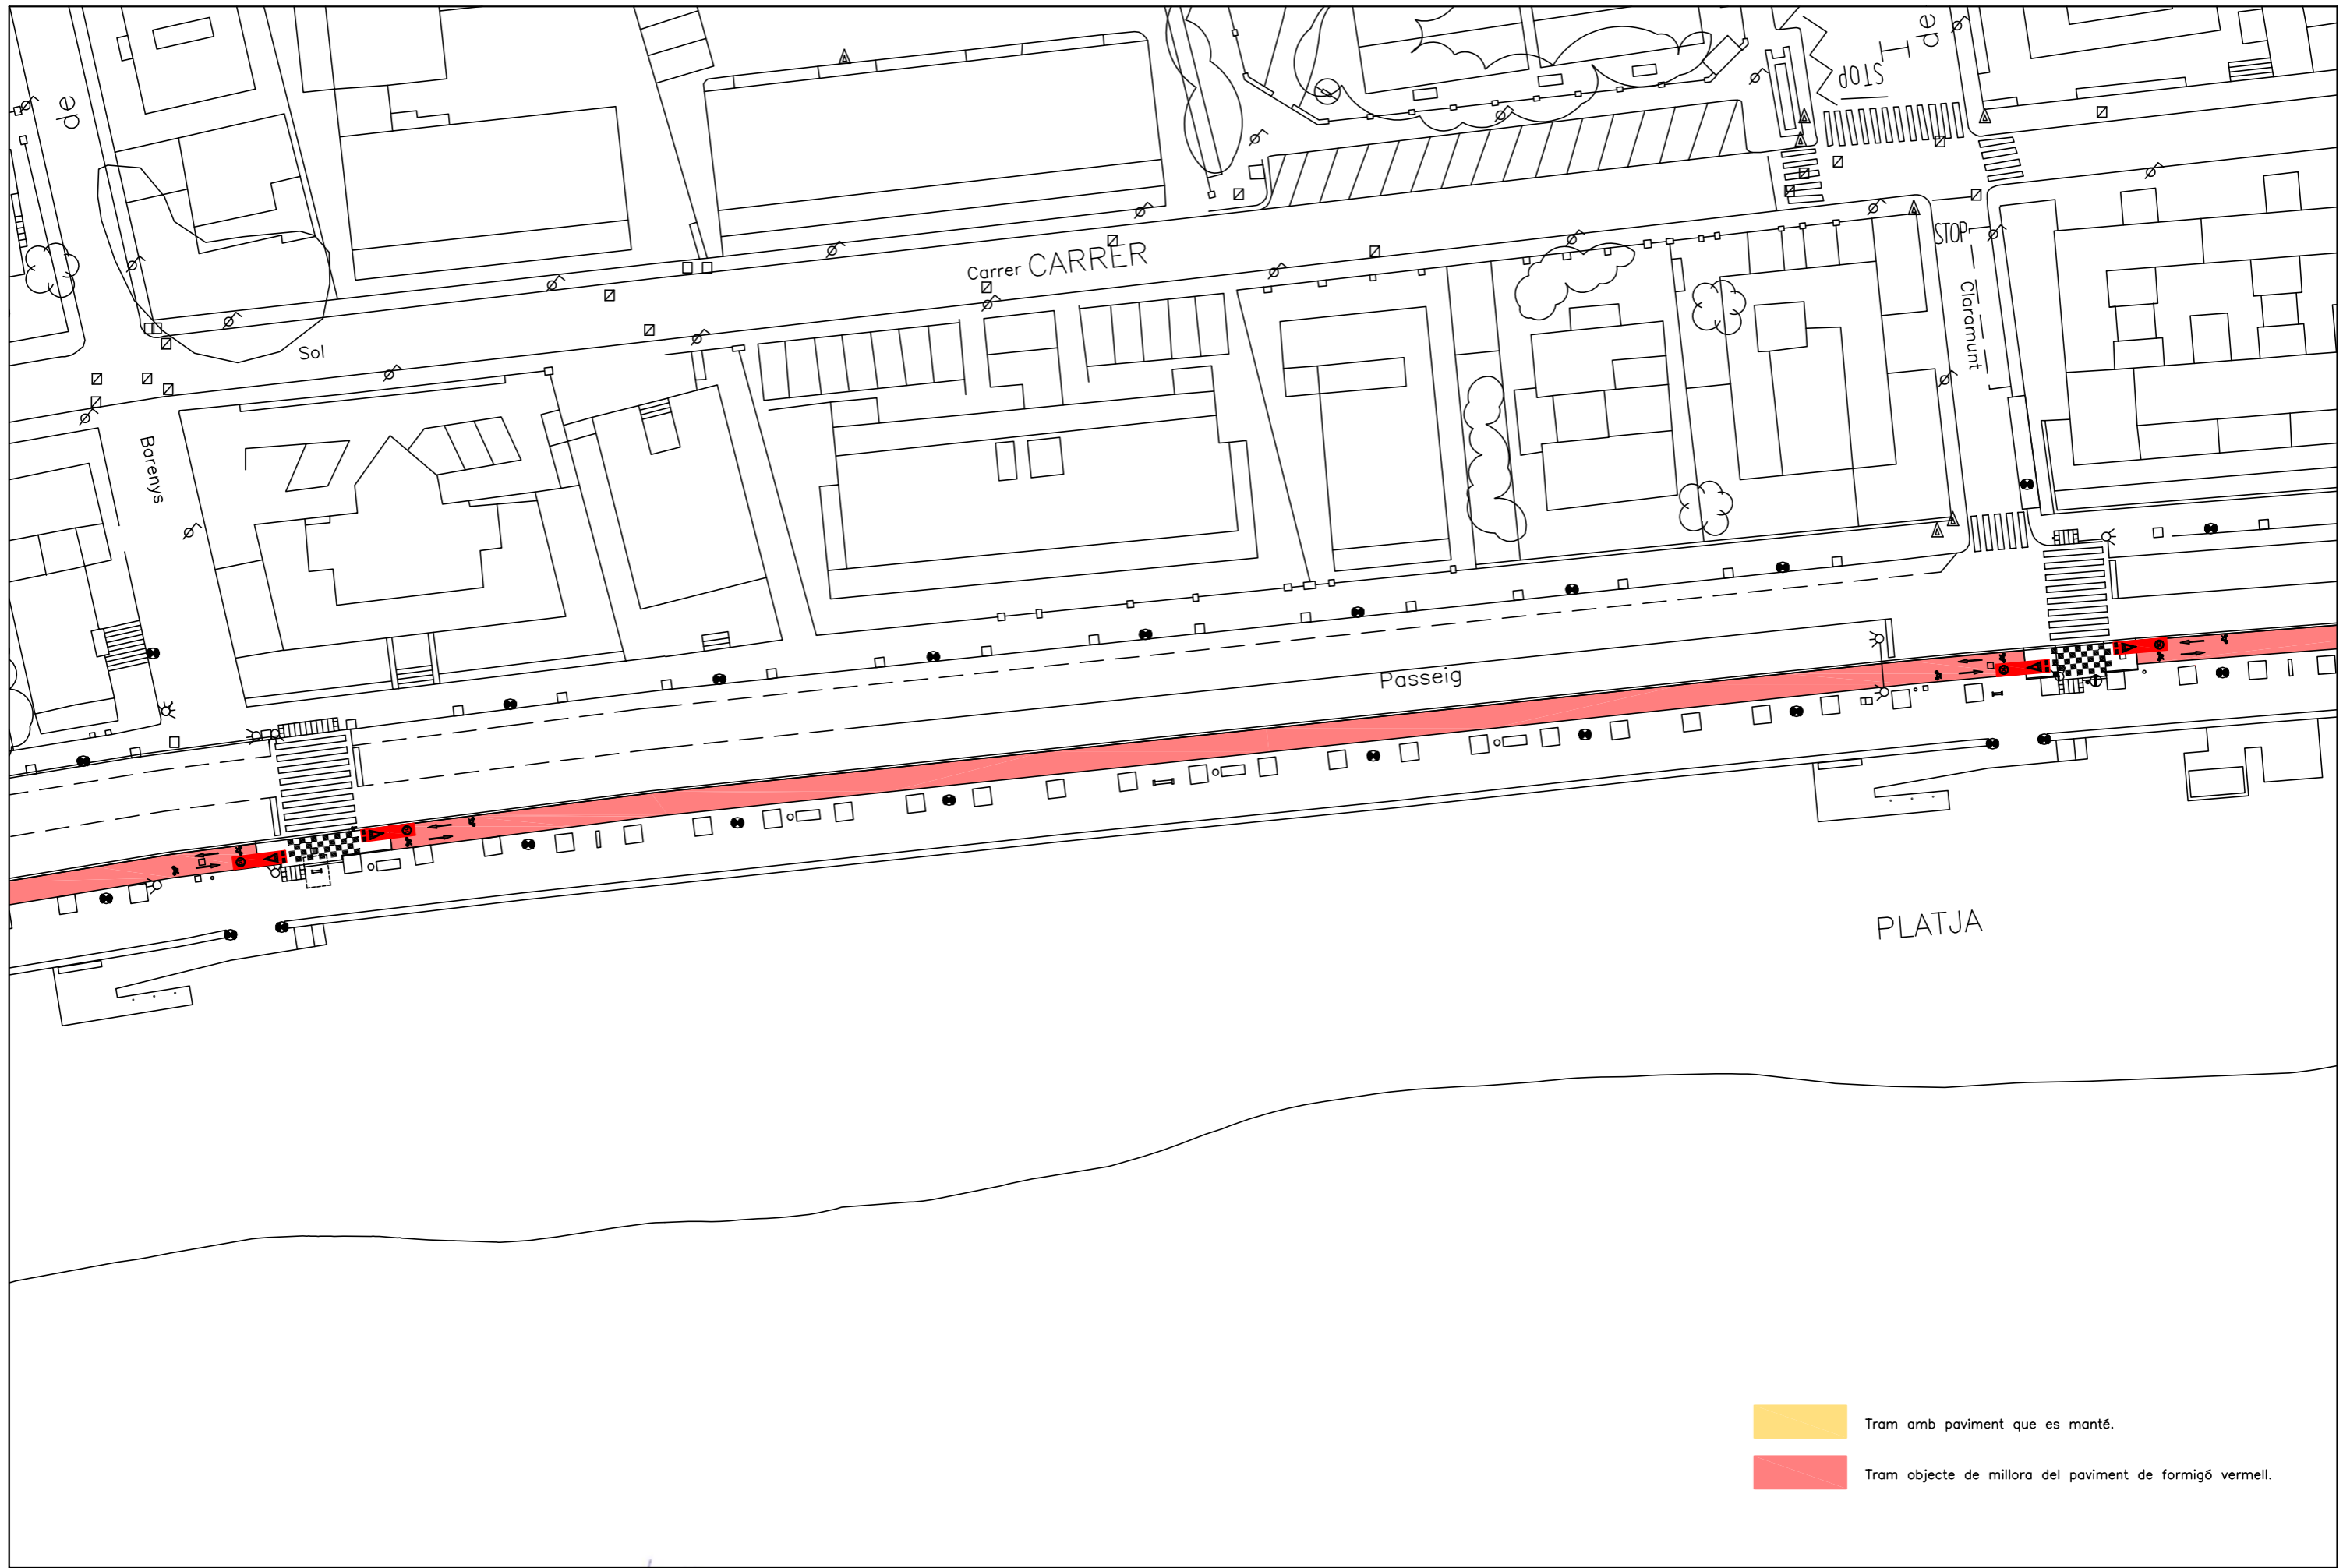 de
STOP
de
Carrer CARRER
STOP
Claramunt
Sol
Barenys
Passeig
PLATJA
Tram amb paviment que es manté.
Tram objecte de millora del paviment de formigó vermell.